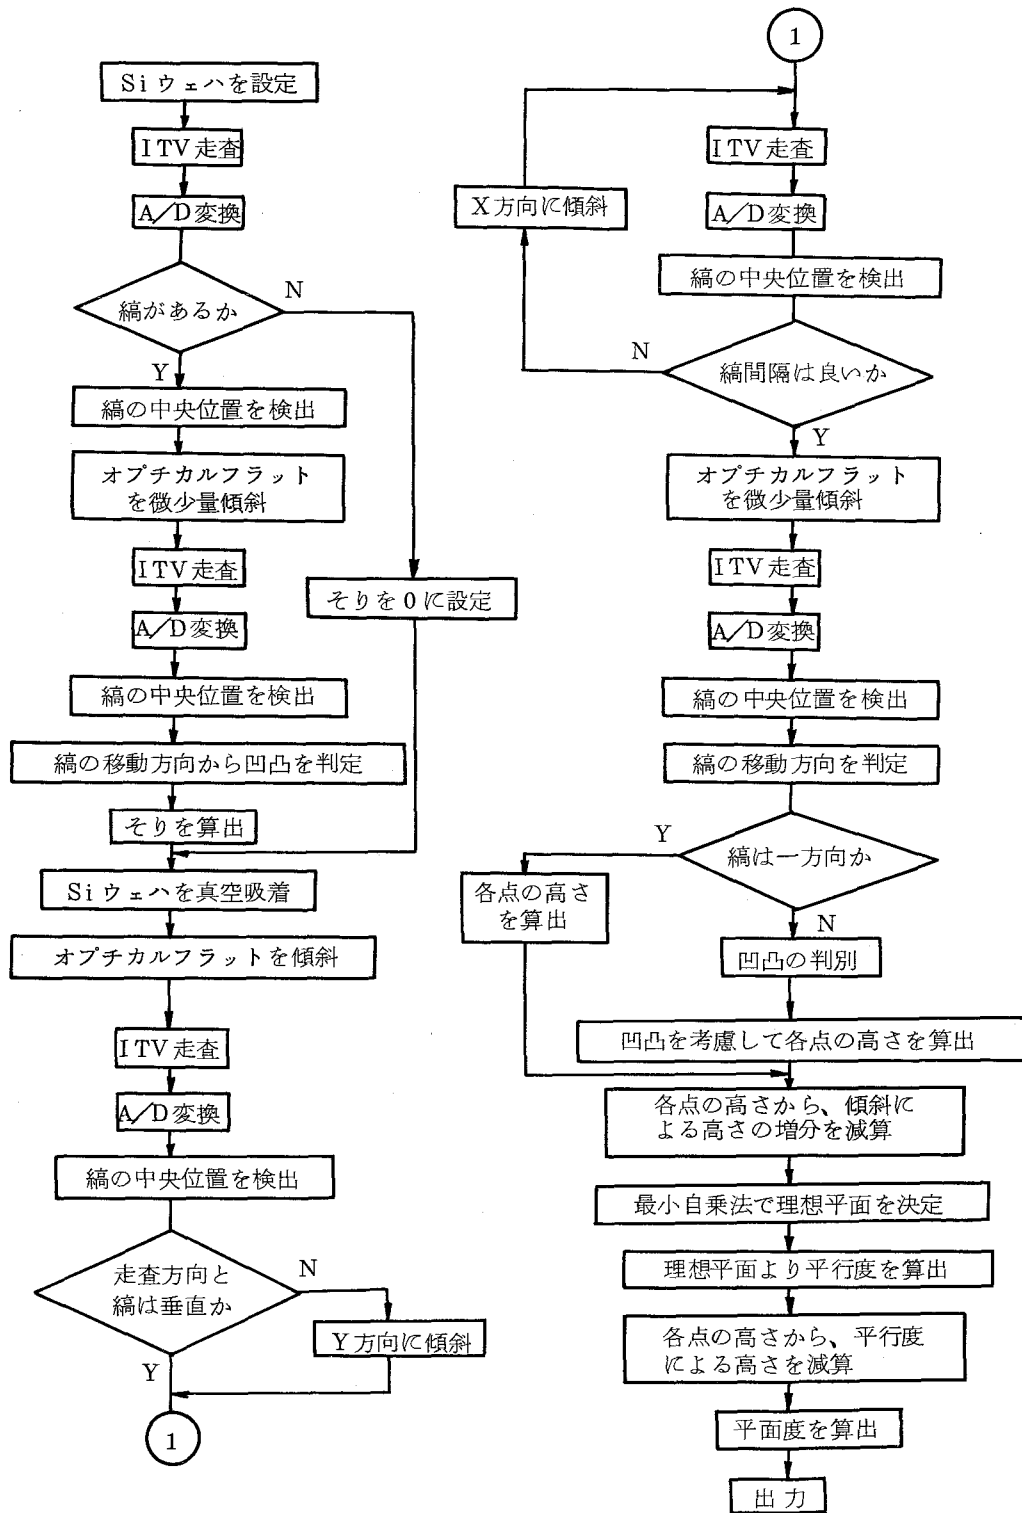 Siウェハを設定
ITV走査
A/D変換
縞があるか
N
Y
縞の中央位置を検出
オプチカルフラット
を微少量傾斜
ITV走査
A/D変換
そりを0に設定
縞の中央位置を検出
縞の移動方向から凹凸を判定
そりを算出
Siウェハを真空吸着
オプチカルフラットを傾斜
ITV走査
A/D変換
縞の中央位置を検出
走査方向と
縞は垂直か
N
Y方向に傾斜
Y
1
1
ITV走査
X方向に傾斜
A/D変換
縞の中央位置を検出
縞間隔は良いか
N
Y
オプチカルフラット
を微少量傾斜
ITV走査
A/D変換
縞の中央位置を検出
縞の移動方向を判定
縞は一方向か
Y
各点の高さ
を算出
N
凹凸の判別
凹凸を考慮して各点の高さを算出
各点の高さから、傾斜に
よる高さの増分を減算
最小自乗法で理想平面を決定
理想平面より平行度を算出
各点の高さから、平行度
による高さを減算
平面度を算出
出力